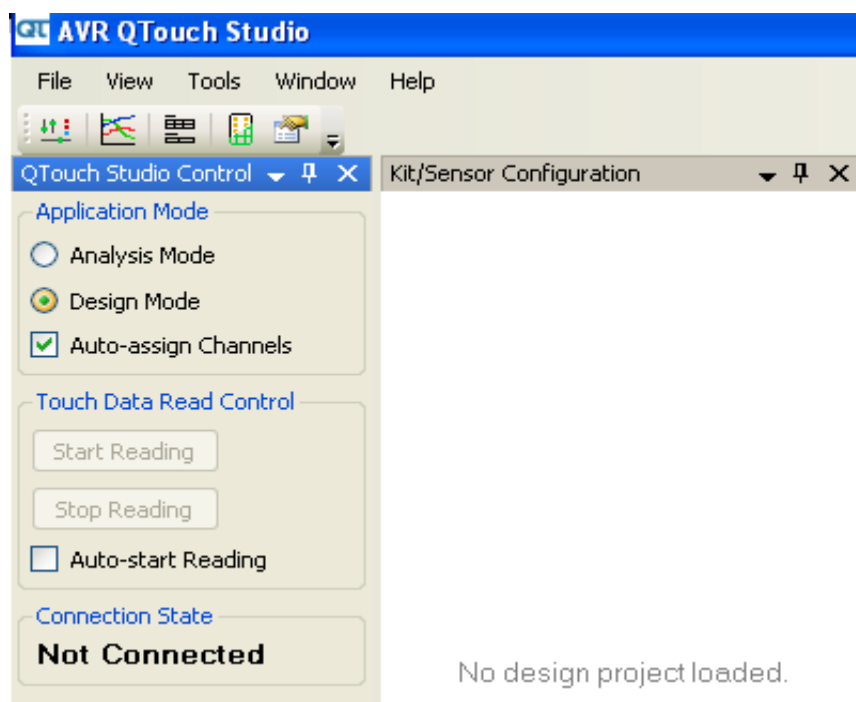 QT AVR QTouch Studio
File View Tools Window Help
QTouch Studio Control
Kit/Sensor Configuration
Application Mode
Analysis Mode
Design Mode
Auto-assign Channels
Touch Data Read Control
Start Reading
Stop Reading
Auto-start Reading
Connection State
Not Connected
No design project loaded.